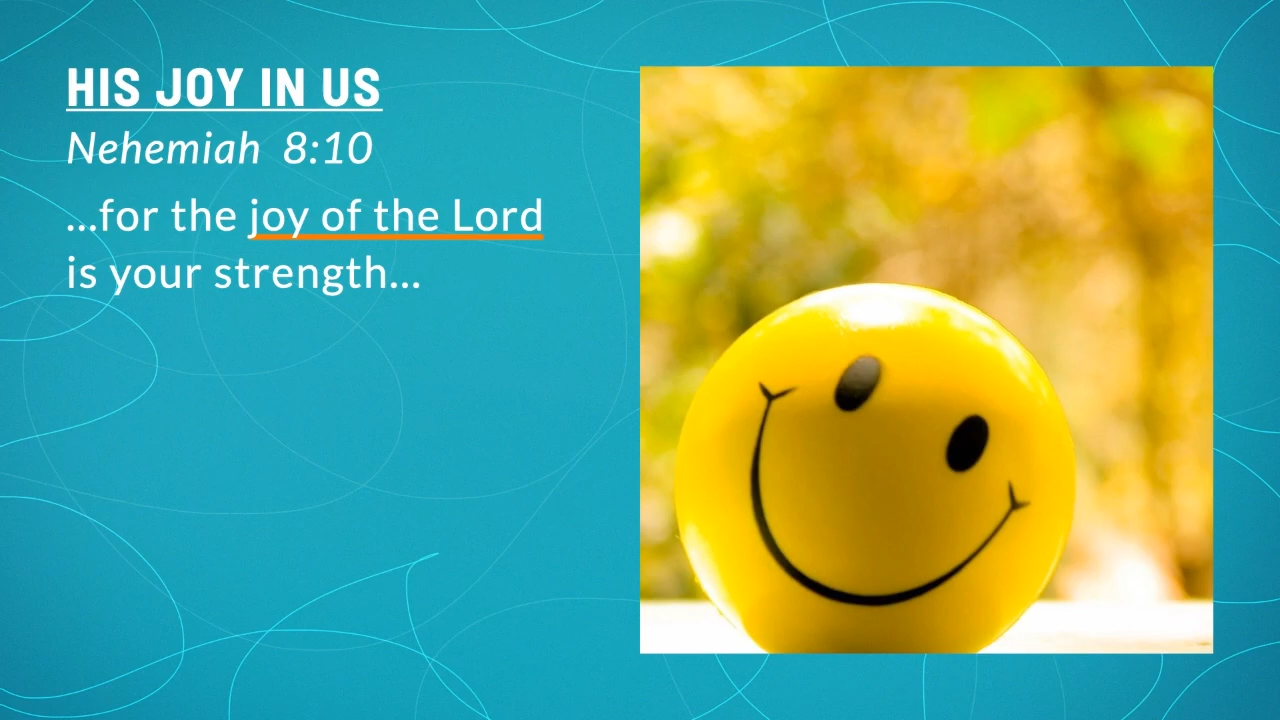 HIS JOY IN US
Nehemiah 8:10
...for the joy of the Lord
is your strength...